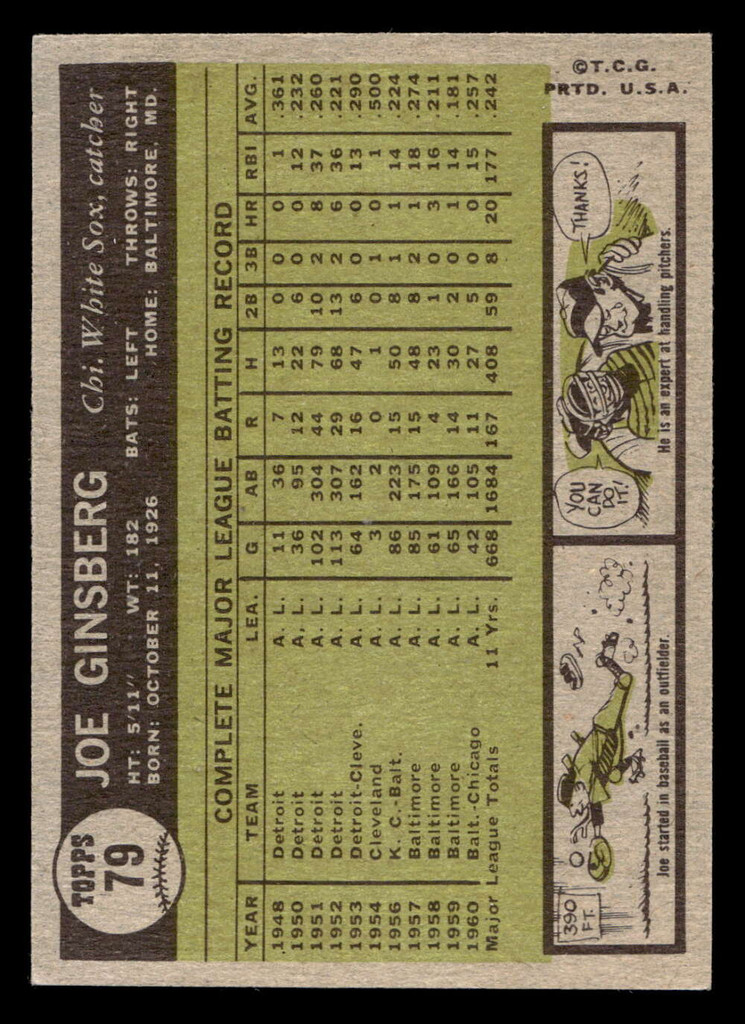 TOPPS
79
JOE GINSBERG Chi. White Sox, catcher
HT: 5'11" WT: 182 BATS: LEFT THROWS: RIGHT
BORN: OCTOBER 11, 1926 HOME: BALTIMORE, MD.
COMPLETE MAJOR LEAGUE BATTING RECORD
YEAR TEAM LEA. G AB R H 2B 3B HR RBI AVG.
1948 Detroit A. L. 11 36 7 13 0 0 0 1 .361
1950 Detroit A. L. 36 95 12 22 6 0 0 12 .232
1951 Detroit A. L. 102 304 44 79 10 2 8 37 .260
1952 Detroit A. L. 113 307 29 68 13 2 6 36 .221
1953 Detroit-Cleve. A. L. 64 162 16 47 6 0 0 13 .290
1954 Cleveland A. L. 3 2 0 1 0 1 0 1 .500
1956 K. C.-Balt. A. L. 86 223 15 50 8 1 1 14 .224
1957 Baltimore A. L. 85 175 15 48 8 2 1 18 .274
1958 Baltimore A. L. 61 109 4 23 1 0 3 16 .211
1959 Baltimore A. L. 65 166 14 30 2 0 1 14 .181
1960 Balt.-Chicago A. L. 42 105 11 27 5 0 0 15 .257
Major League Totals 11 Yrs. 668 1684 167 408 59 8 20 177 .242
©T.C.G.
PRTD. U.S.A.
390
FT.
Joe started in baseball as an outfielder.
YOU
CAN
DO
IT!
THANKS!
He is an expert at handling pitchers.